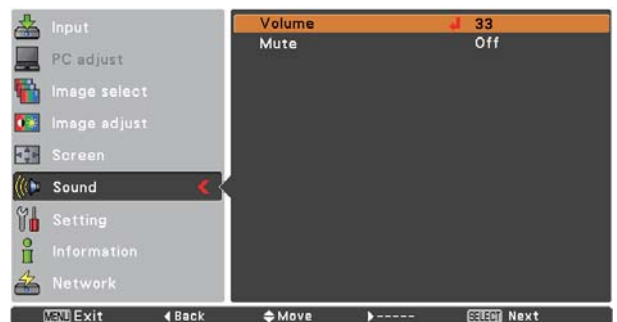 Input
PC adjust
Image select
Image adjust
Screen
Sound
Setting
Information
Network
Volume 33
Mute Off
MENU Exit Back Move ----- SELECT Next